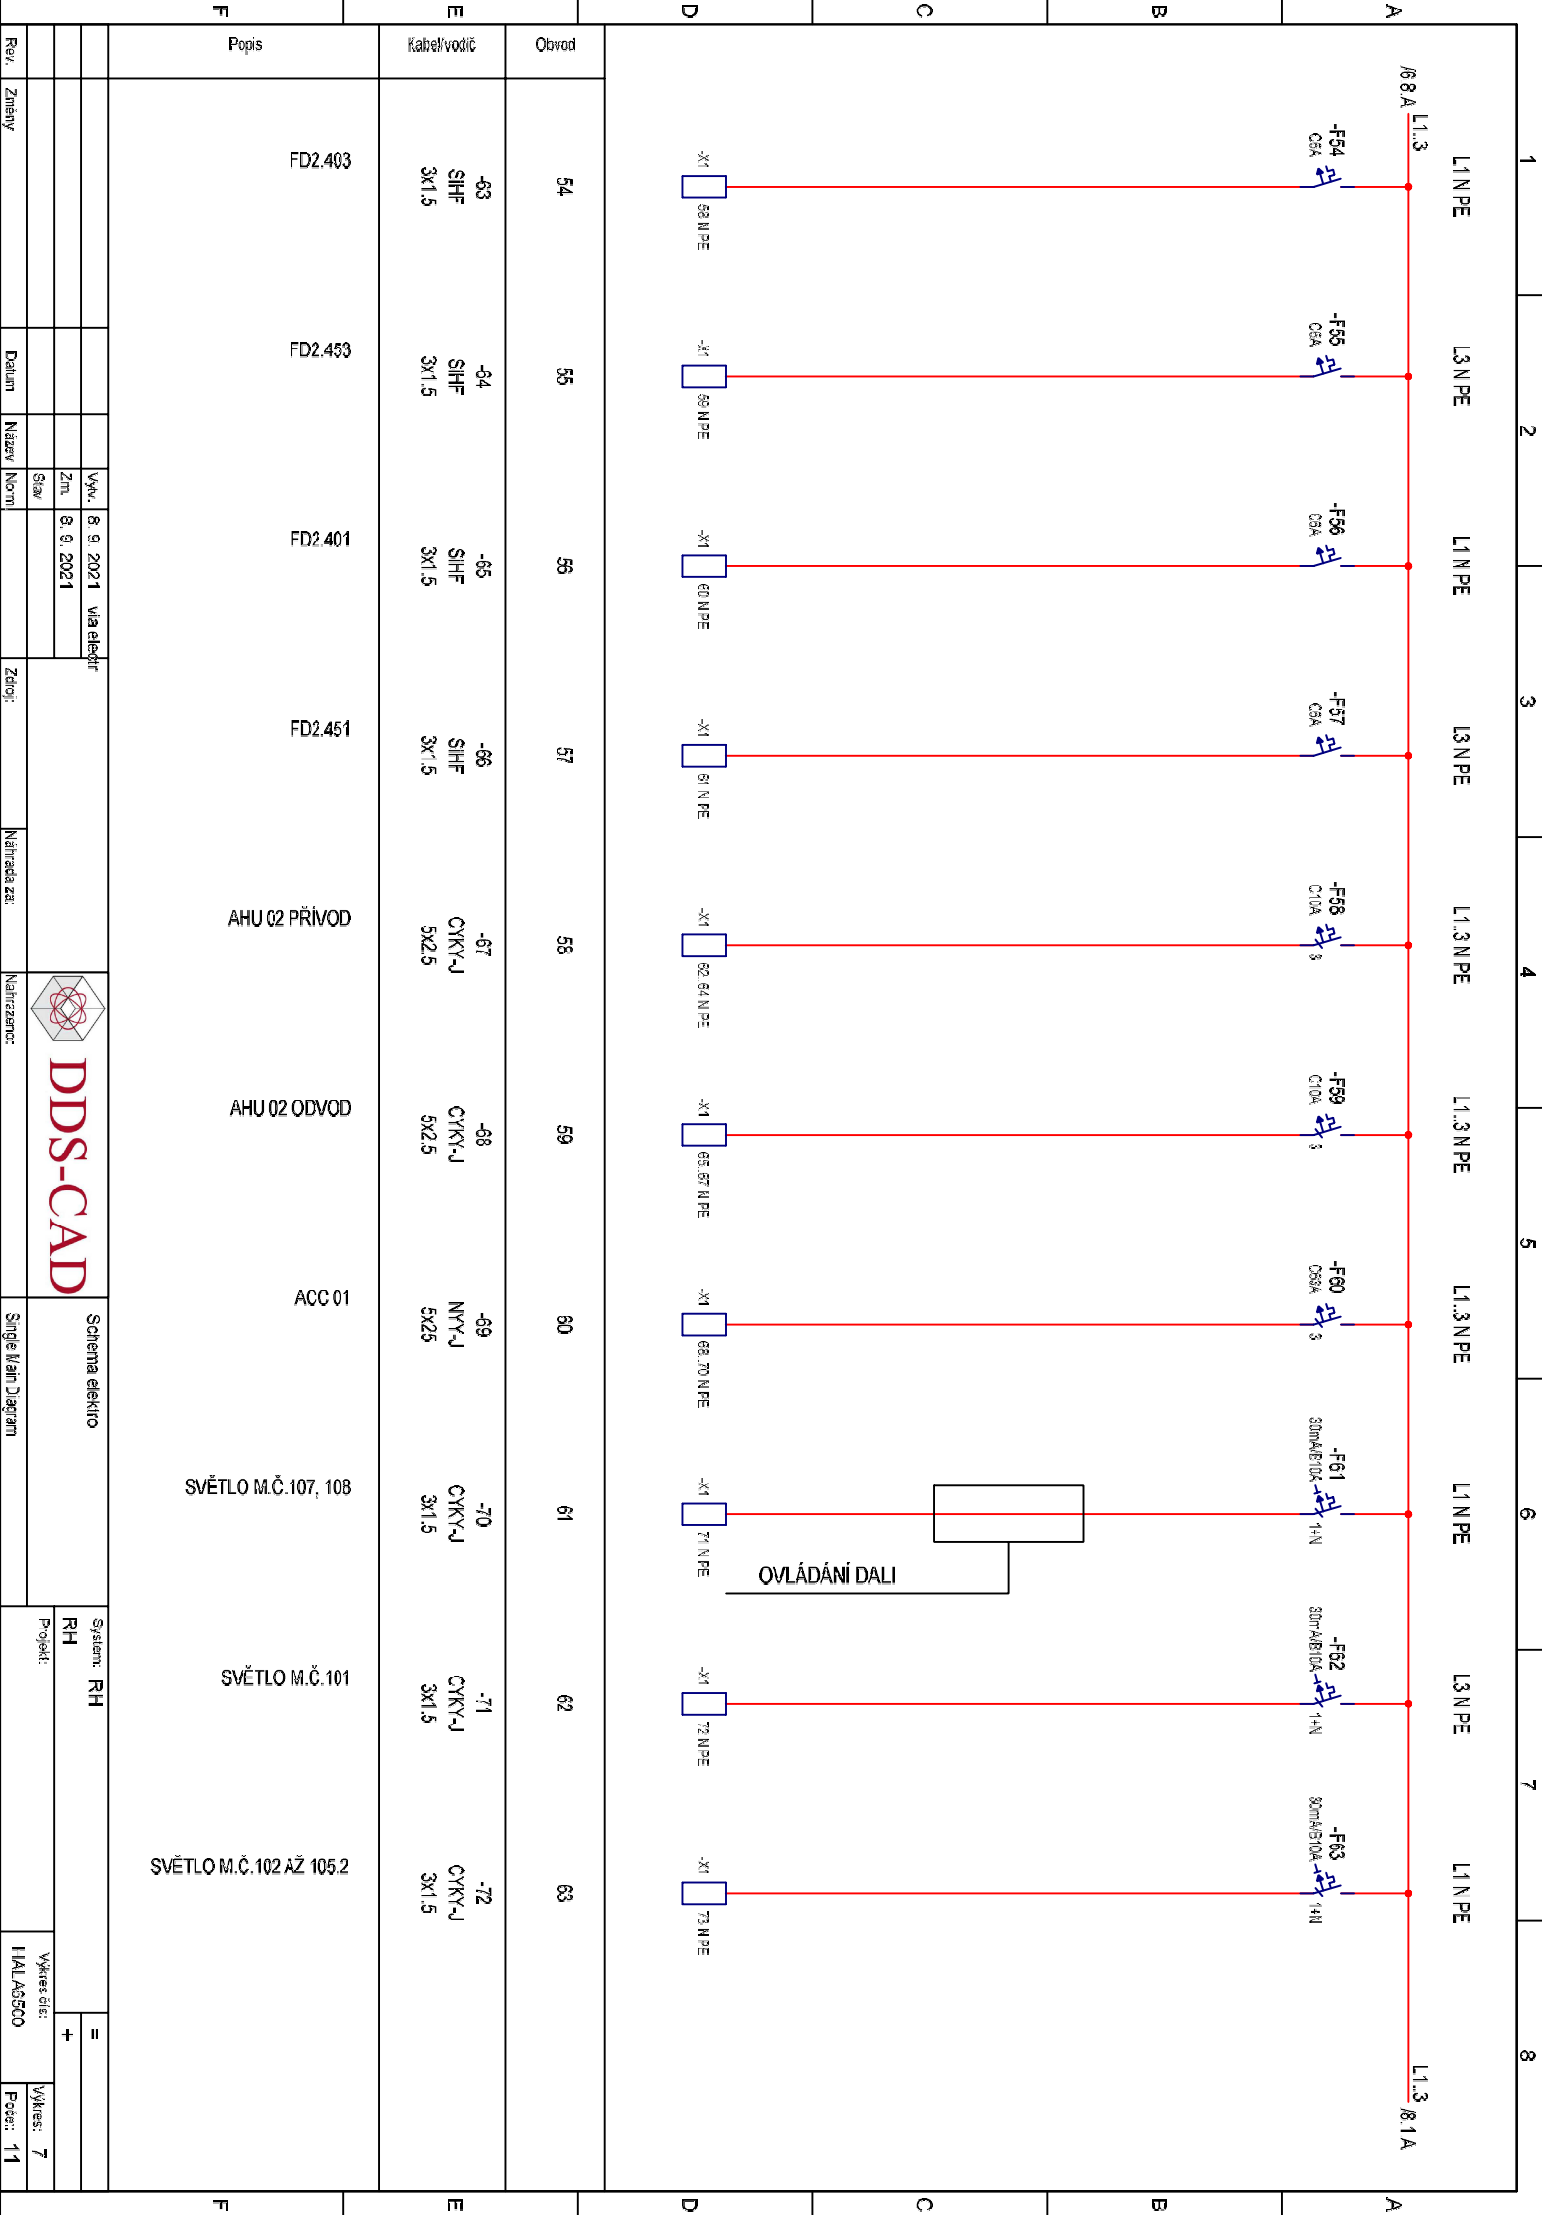 1 2 3 4 5 6 7 8
A
L1 N PE L3 N PE L1 N PE L3 N PE L1..3 N PE L1..3 N PE L1..3 N PE L1 N PE L3 N PE L1 N PE
L1..3 L1..3
/6.8.A /8.1 A
-F54 -F55 -F56 -F57 -F58 -F59 -F60 -F61 -F62 -F63
C6A C6A C6A C6A C10A C10A C63A 30mA/B10A 30mA/B10A 30mA/B10A
3 3 3 1+N 1+N 1+N
A
B B
C C
OVLÁDÁNÍ DALI
D D
-X1 58 N PE -X1 59 N PE -X1 60 N PE -X1 61 N PE -X1 62..64 N PE -X1 65..67 N PE -X1 68..70 N PE -X1 71 N PE -X1 72 N PE -X1 73 N PE
Obvod 54 55 56 57 58 59 60 61 62 63
E E
Kabel/vodič
-63 -64 -65 -66 -67 -68 -69 -70 -71 -72
SIHF SIHF SIHF SIHF CYKY-J CYKY-J NYY-J CYKY-J CYKY-J CYKY-J
3x1.5 3x1.5 3x1.5 3x1.5 5x2.5 5x2.5 5x25 3x1.5 3x1.5 3x1.5
Popis
FD2.403 FD2.453 FD2.401 FD2.451 AHU 02 PŘÍVOD AHU 02 ODVOD ACC 01 SVĚTLO M.Č.107, 108 SVĚTLO M.Č.101 SVĚTLO M.Č.102 AŽ 105.2
F F
Vytv. 8. 9. 2021 via electr
Zm. 8. 9. 2021
Stav
Rev. Změny Datum Název Norm
Zdroj: Náhrada za: Nahrazeno:
DDS-CAD
Schema elektro
Single Main Diagram
System: RH
RH
Projekt:
=
+
Výkres čís:
Výkres: 7
Počet: 11